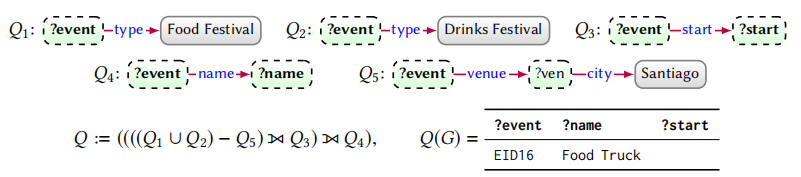 Q₁: ?event type Food Festival Q₂: ?event type Drinks Festival Q₃: ?event start ?start
Q₄: ?event name ?name Q₅: ?event venue ?ven city Santiago
Q := ((((Q₁ ∪ Q₂) − Q₅) ⟕ Q₃) ⟕ Q₄), Q(G) =
?event ?name ?start
EID16 Food Truck